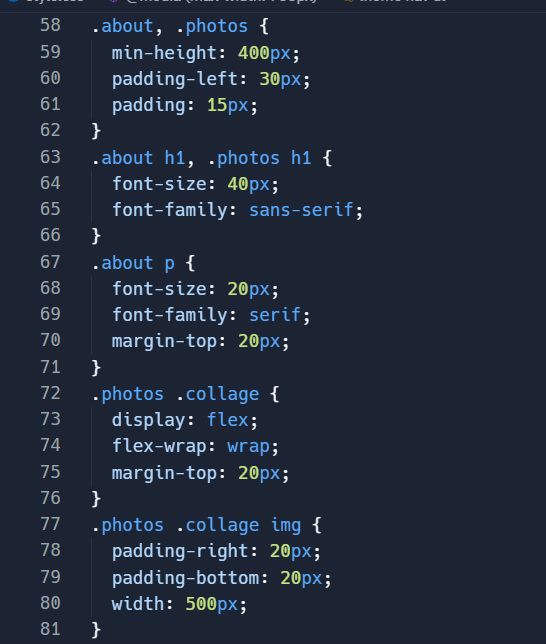 58 .about, .photos {
59 min-height: 400px;
60 padding-left: 30px;
61 padding: 15px;
62 }
63 .about h1, .photos h1 {
64 font-size: 40px;
65 font-family: sans-serif;
66 }
67 .about p {
68 font-size: 20px;
69 font-family: serif;
70 margin-top: 20px;
71 }
72 .photos .collage {
73 display: flex;
74 flex-wrap: wrap;
75 margin-top: 20px;
76 }
77 .photos .collage img {
78 padding-right: 20px;
79 padding-bottom: 20px;
80 width: 500px;
81 }